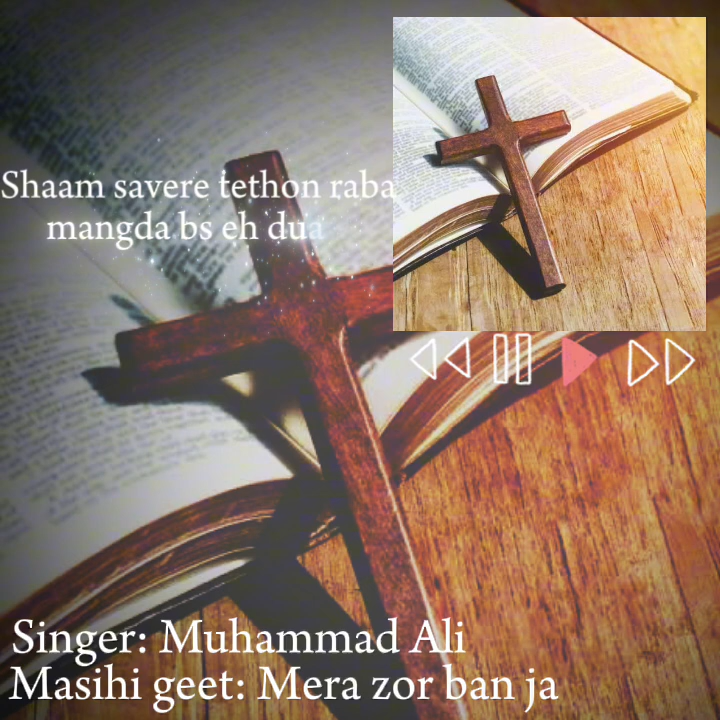 Shaam savere tethon raba
mangda bs eh dua
Singer: Muhammad Ali
Masihi geet: Mera zor ban ja